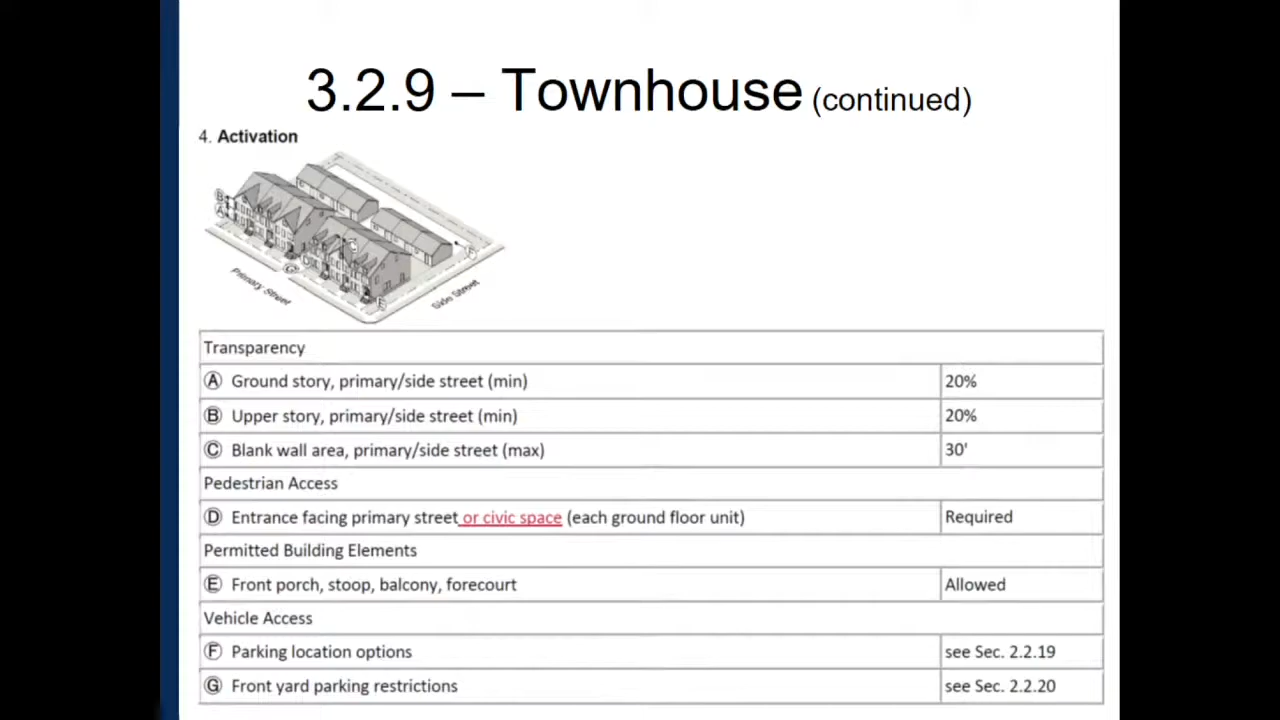 3.2.9 – Townhouse (continued)
4. Activation
B
A
C
D
F
G
E
Primary Street
Side Street
Transparency
Ⓐ Ground story, primary/side street (min) 20%
Ⓑ Upper story, primary/side street (min) 20%
Ⓒ Blank wall area, primary/side street (max) 30'
Pedestrian Access
Ⓓ Entrance facing primary street or civic space (each ground floor unit) Required
Permitted Building Elements
Ⓔ Front porch, stoop, balcony, forecourt Allowed
Vehicle Access
Ⓕ Parking location options see Sec. 2.2.19
Ⓖ Front yard parking restrictions see Sec. 2.2.20